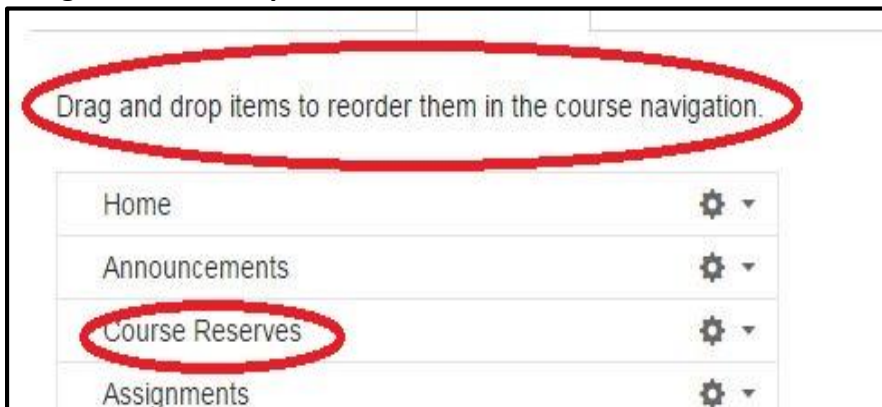 Drag and drop items to reorder them in the course navigation.
Home
Announcements
Course Reserves
Assignments